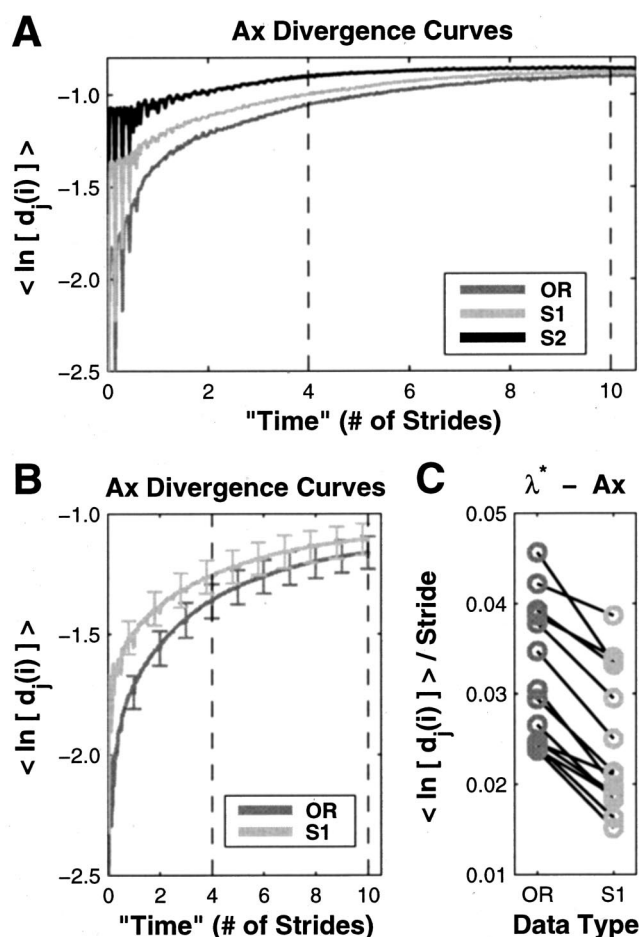 A
Ax Divergence Curves
< ln [ dj(i) ] >
-1.0
-1.5
-2.0
-2.5
0
2
4
6
8
10
"Time" (# of Strides)
OR
S1
S2
B
Ax Divergence Curves
< ln [ dj(i) ] >
-1.0
-1.5
-2.0
-2.5
0
2
4
6
8
10
"Time" (# of Strides)
OR
S1
C
λ* – Ax
< ln [ dj(i) ] > / Stride
0.05
0.04
0.03
0.02
0.01
OR
S1
Data Type